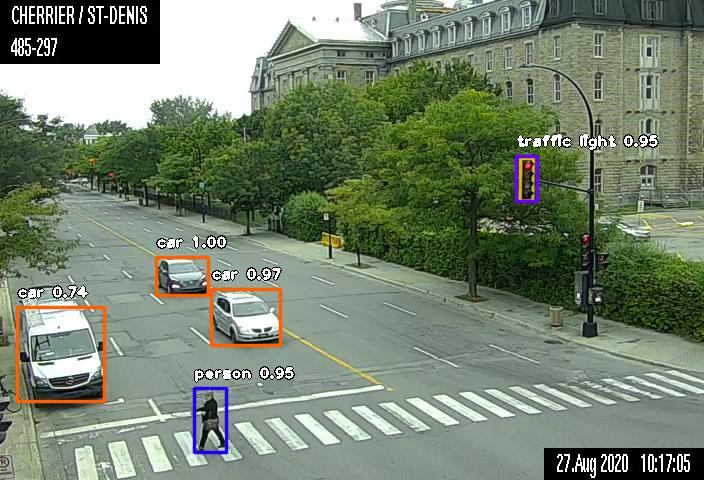 CHERRIER / ST-DENIS
485-297
traffic light 0.95
car 1.00
car 0.97
car 0.74
person 0.95
27.Aug 2020 10:17:05